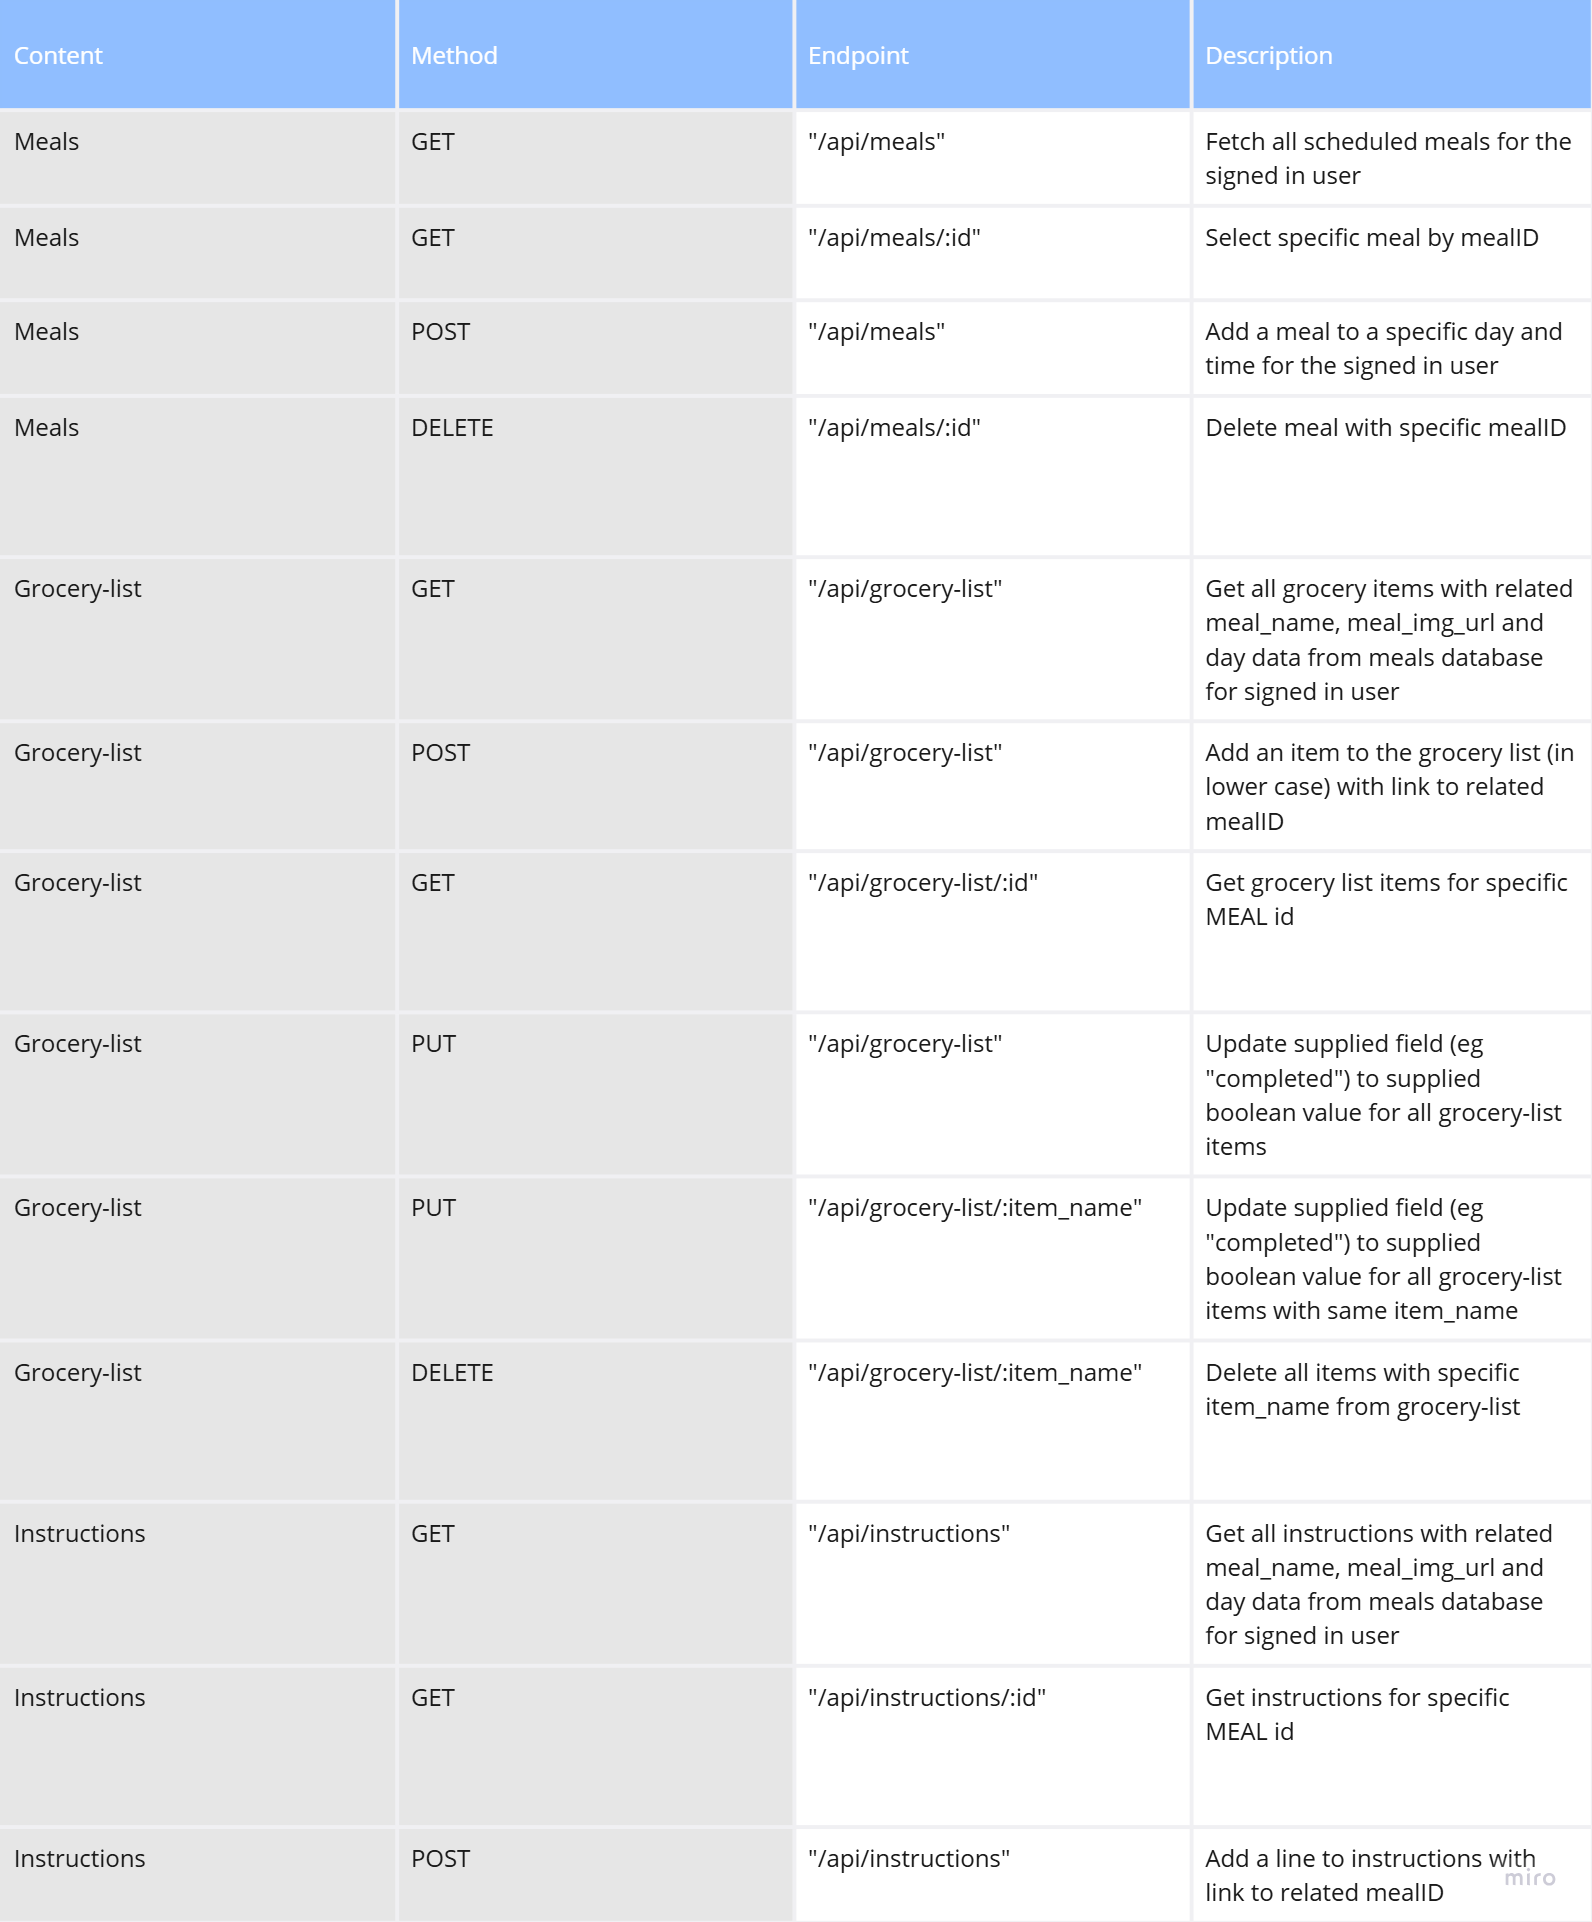 Content Method Endpoint Description
Meals GET "/api/meals" Fetch all scheduled meals for the
signed in user
Meals GET "/api/meals/:id" Select specific meal by mealID
Meals POST "/api/meals" Add a meal to a specific day and
time for the signed in user
Meals DELETE "/api/meals/:id" Delete meal with specific mealID
Grocery-list GET "/api/grocery-list" Get all grocery items with related
meal_name, meal_img_url and
day data from meals database
for signed in user
Grocery-list POST "/api/grocery-list" Add an item to the grocery list (in
lower case) with link to related
mealID
Grocery-list GET "/api/grocery-list/:id" Get grocery list items for specific
MEAL id
Grocery-list PUT "/api/grocery-list" Update supplied field (eg
"completed") to supplied
boolean value for all grocery-list
items
Grocery-list PUT "/api/grocery-list/:item_name" Update supplied field (eg
"completed") to supplied
boolean value for all grocery-list
items with same item_name
Grocery-list DELETE "/api/grocery-list/:item_name" Delete all items with specific
item_name from grocery-list
Instructions GET "/api/instructions" Get all instructions with related
meal_name, meal_img_url and
day data from meals database
for signed in user
Instructions GET "/api/instructions/:id" Get instructions for specific
MEAL id
Instructions POST "/api/instructions" Add a line to instructions with
link to related mealID
miro